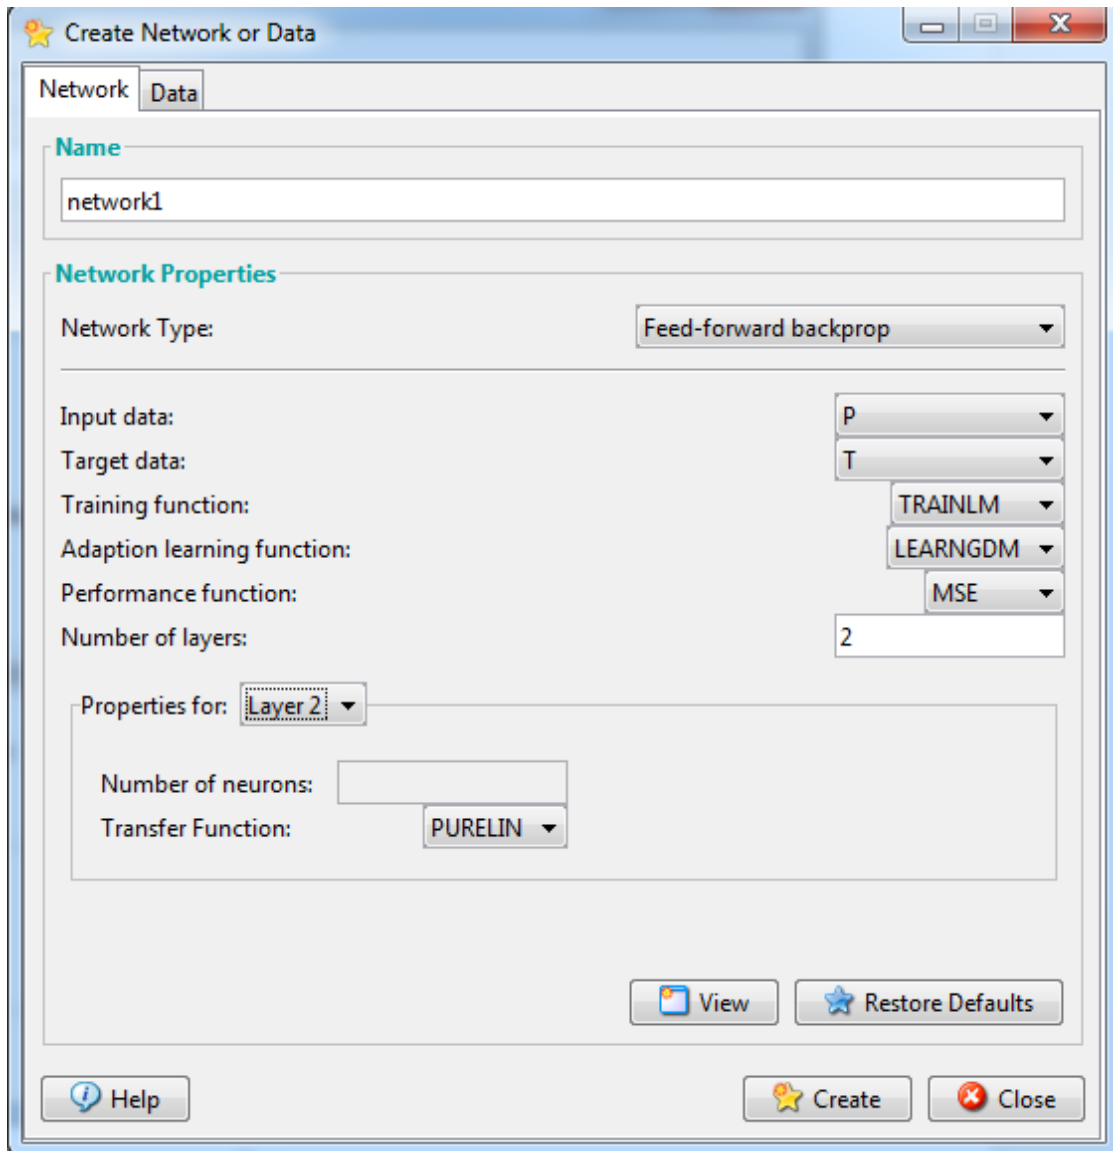 Create Network or Data
Network Data
Name
network1
Network Properties
Network Type: Feed-forward backprop
Input data: P
Target data: T
Training function: TRAINLM
Adaption learning function: LEARNGDM
Performance function: MSE
Number of layers: 2
Properties for: Layer 2
Number of neurons:
Transfer Function: PURELIN
View Restore Defaults
Help Create Close